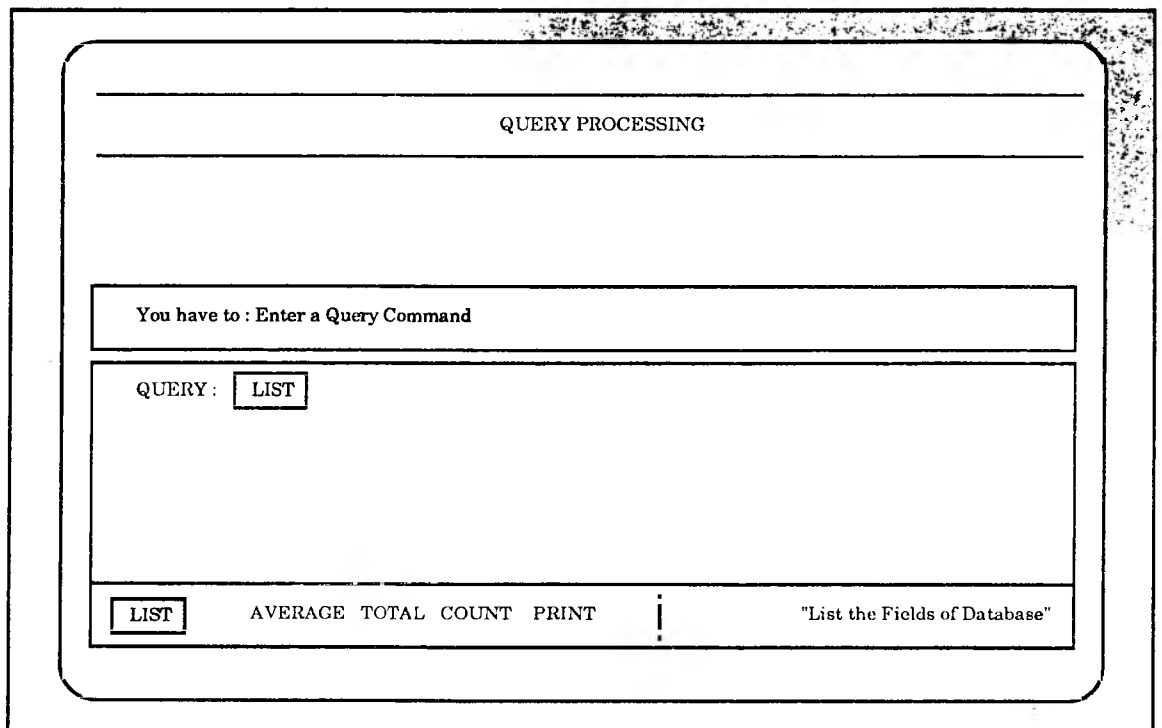 QUERY PROCESSING
You have to : Enter a Query Command
QUERY : LIST
LIST AVERAGE TOTAL COUNT PRINT "List the Fields of Database"